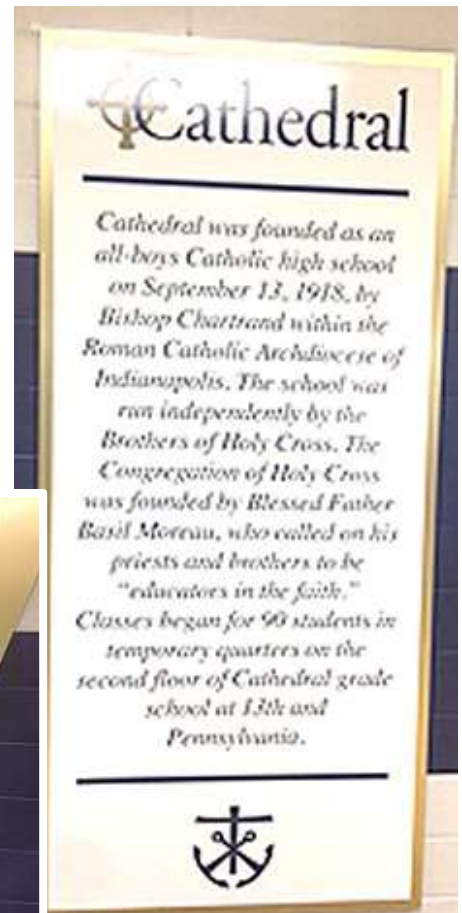 Cathedral
Cathedral was founded as an
all-boys Catholic high school
on September 13, 1918, by
Bishop Chartrand within the
Roman Catholic Archdiocese of
Indianapolis. The school was
run independently by the
Brothers of Holy Cross. The
Congregation of Holy Cross
was founded by Blessed Father
Basil Moreau, who called on his
priests and brothers to be
"educators in the faith."
Classes began for 90 students in
temporary quarters on the
second floor of Cathedral grade
school at 13th and
Pennsylvania.